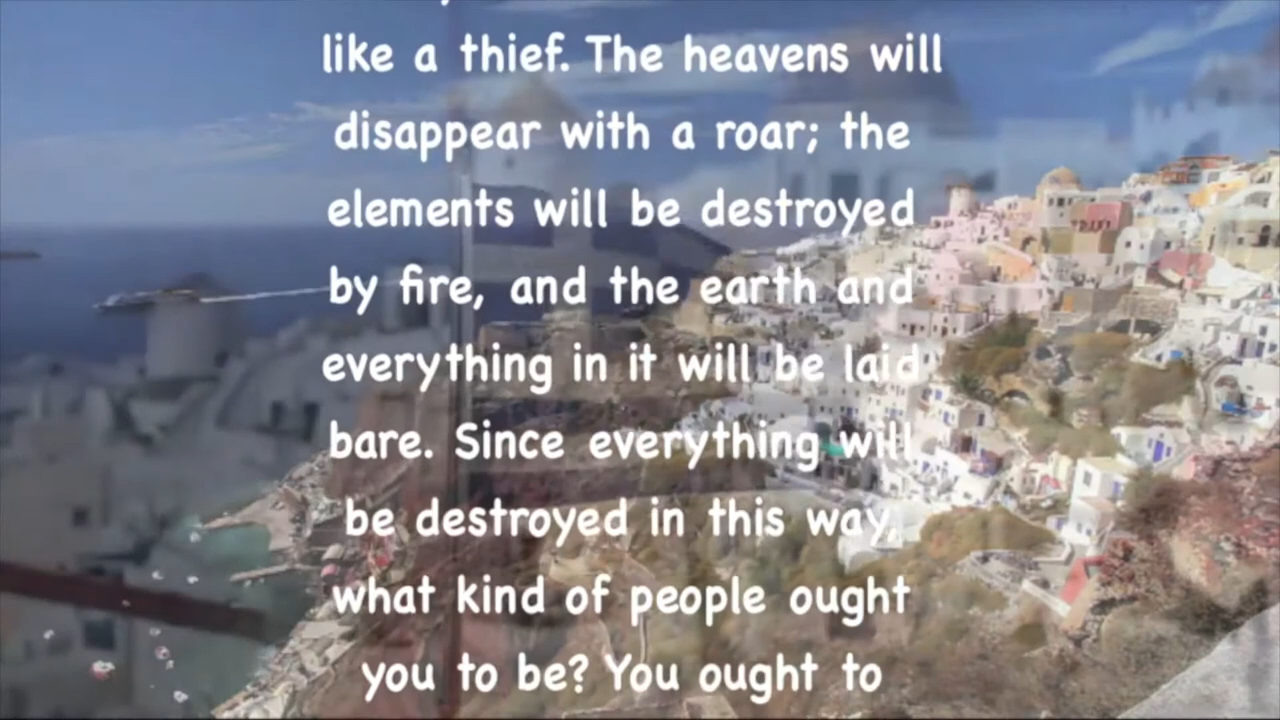 like a thief. The heavens will
disappear with a roar; the
elements will be destroyed
by fire, and the earth and
everything in it will be laid
bare. Since everything will
be destroyed in this way,
what kind of people ought
you to be? You ought to